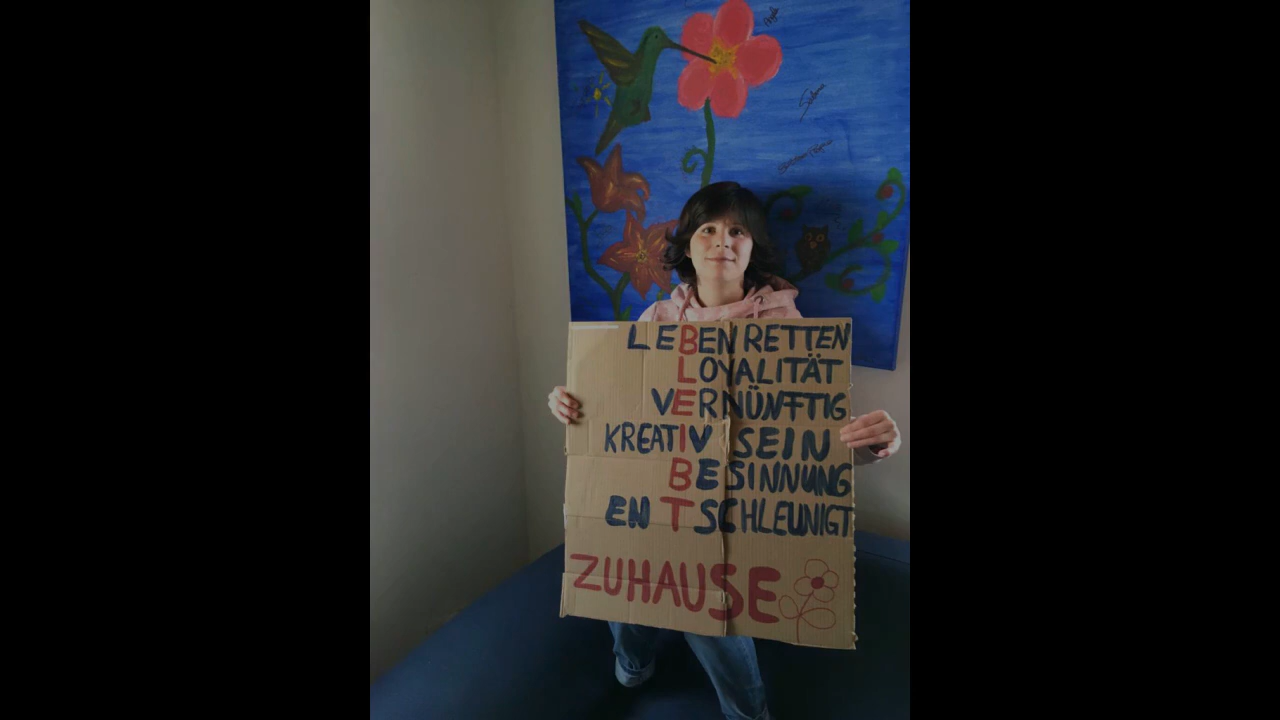 LEBEN RETTEN
LOYALITÄT
VERNÜNFTIG
KREATIV SEIN
BESINNUNG
ENTSCHLEUNIGT
ZUHAUSE